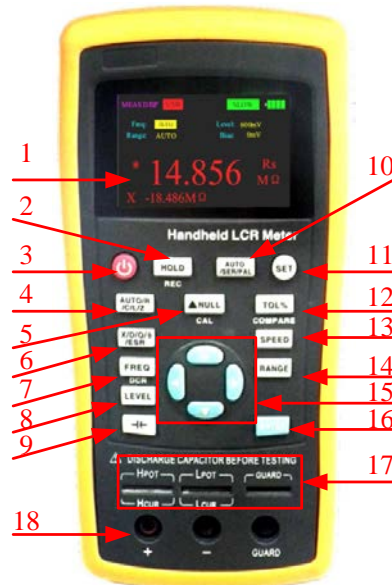 SLOW
Freq:
Level: 600mV
Range: AUTO
Bias: 0mV
* 14.856 Rs
MΩ
X -18.486MΩ
1
10
Handheld LCR Meter
2
3
HOLD
AUTO
/SER/PAL
SET
11
REC
4
AUTO/R
/C/L/Z
▲NULL
TOL%
12
5
CAL
COMPARE
13
6
X/D/Q/θ
/ESR
SPEED
7
FREQ
RANGE
14
DCR
8
LEVEL
15
9
16
⚠ DISCHARGE CAPACITOR BEFORE TESTING
17
HPOT
LPOT
GUARD
HCUR
LCUR
18
+
−
GUARD